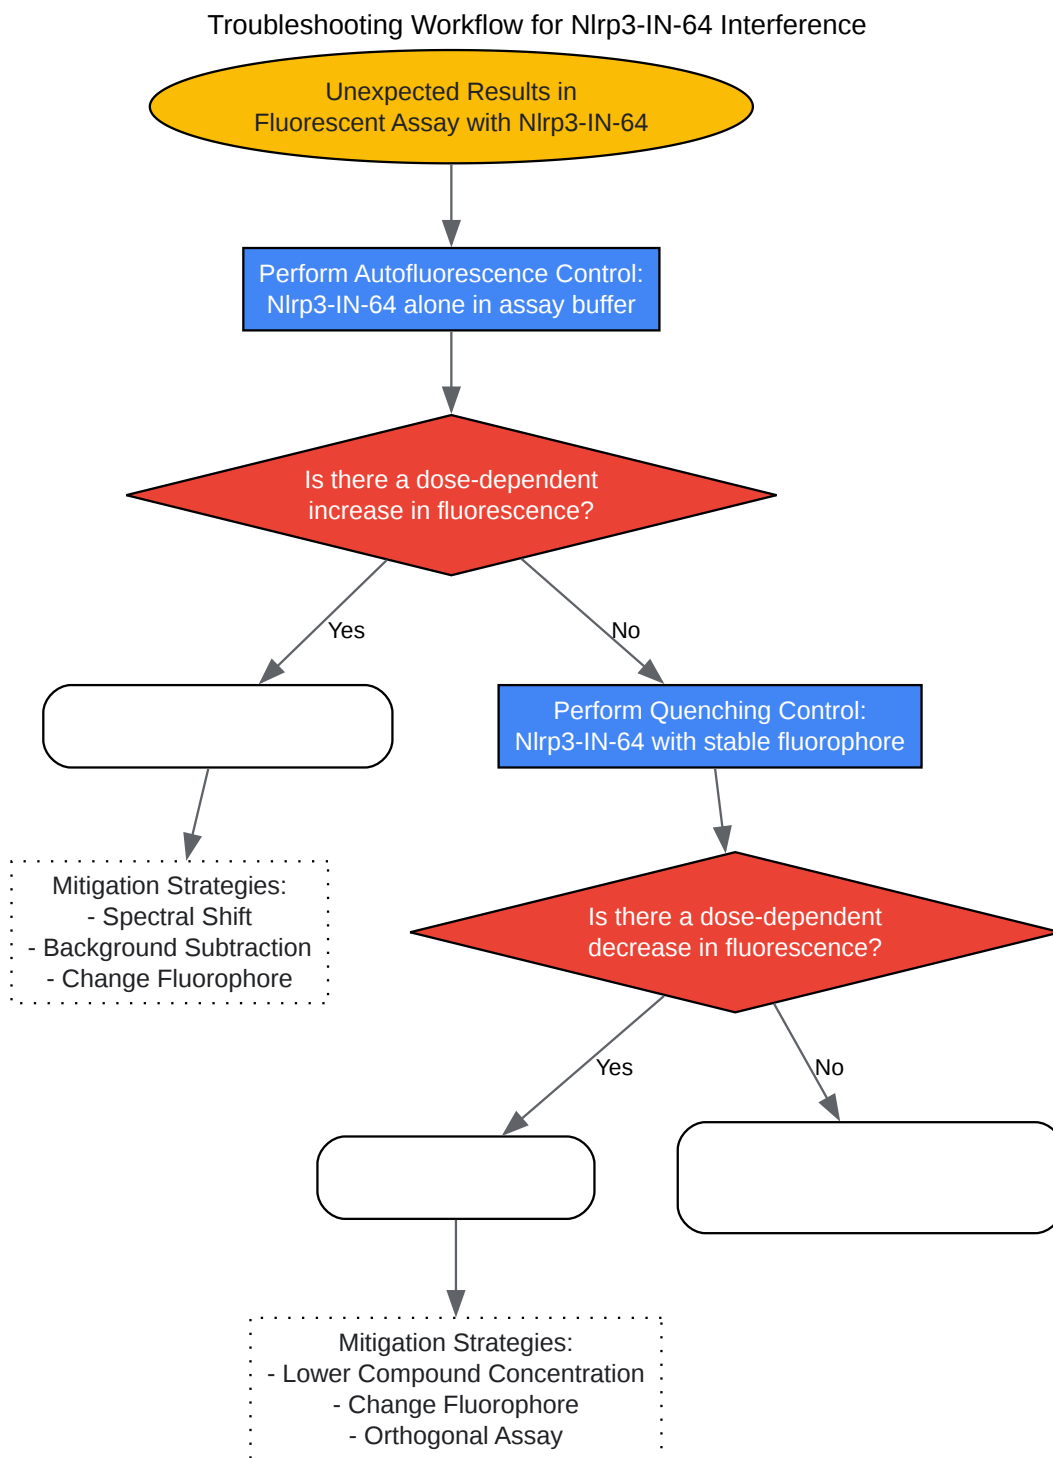 Troubleshooting Workflow for Nlrp3-IN-64 Interference
Unexpected Results in
Fluorescent Assay with Nlrp3-IN-64
Perform Autofluorescence Control:
Nlrp3-IN-64 alone in assay buffer
Is there a dose-dependent
increase in fluorescence?
Yes
No
Perform Quenching Control:
Nlrp3-IN-64 with stable fluorophore
Mitigation Strategies:
- Spectral Shift
- Background Subtraction
- Change Fluorophore
Is there a dose-dependent
decrease in fluorescence?
Yes
No
Mitigation Strategies:
- Lower Compound Concentration
- Change Fluorophore
- Orthogonal Assay